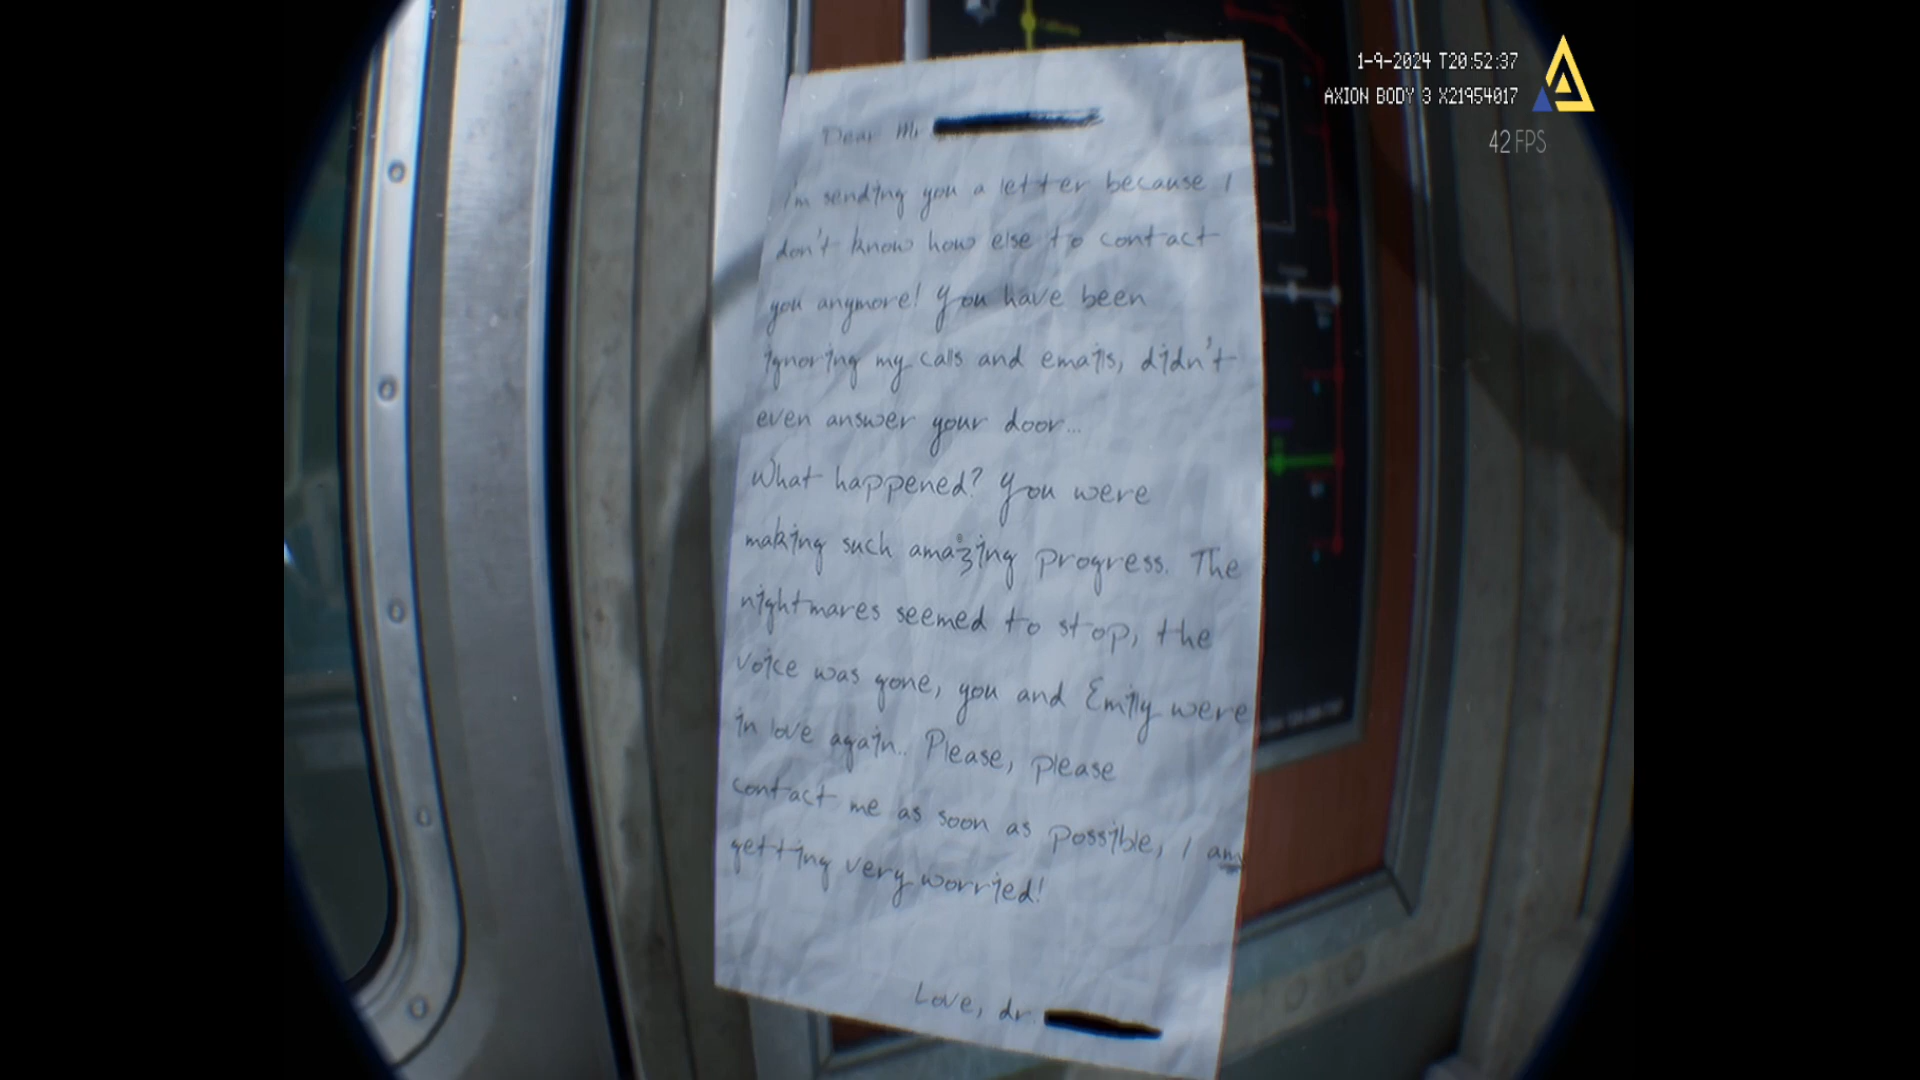 1-9-2024 T20:52:37
AXION BODY 3 X21954017
42 FPS
Dear Mr
I'm sending you a letter because I
don't know how else to contact
you anymore! You have been
ignoring my calls and emails, didn't
even answer your door...
What happened? You were
making such amazing progress. The
nightmares seemed to stop, the
voice was gone, you and Emily were
in love again.. Please, please
contact me as soon as possible, I am
getting very worried!
Love, dr.